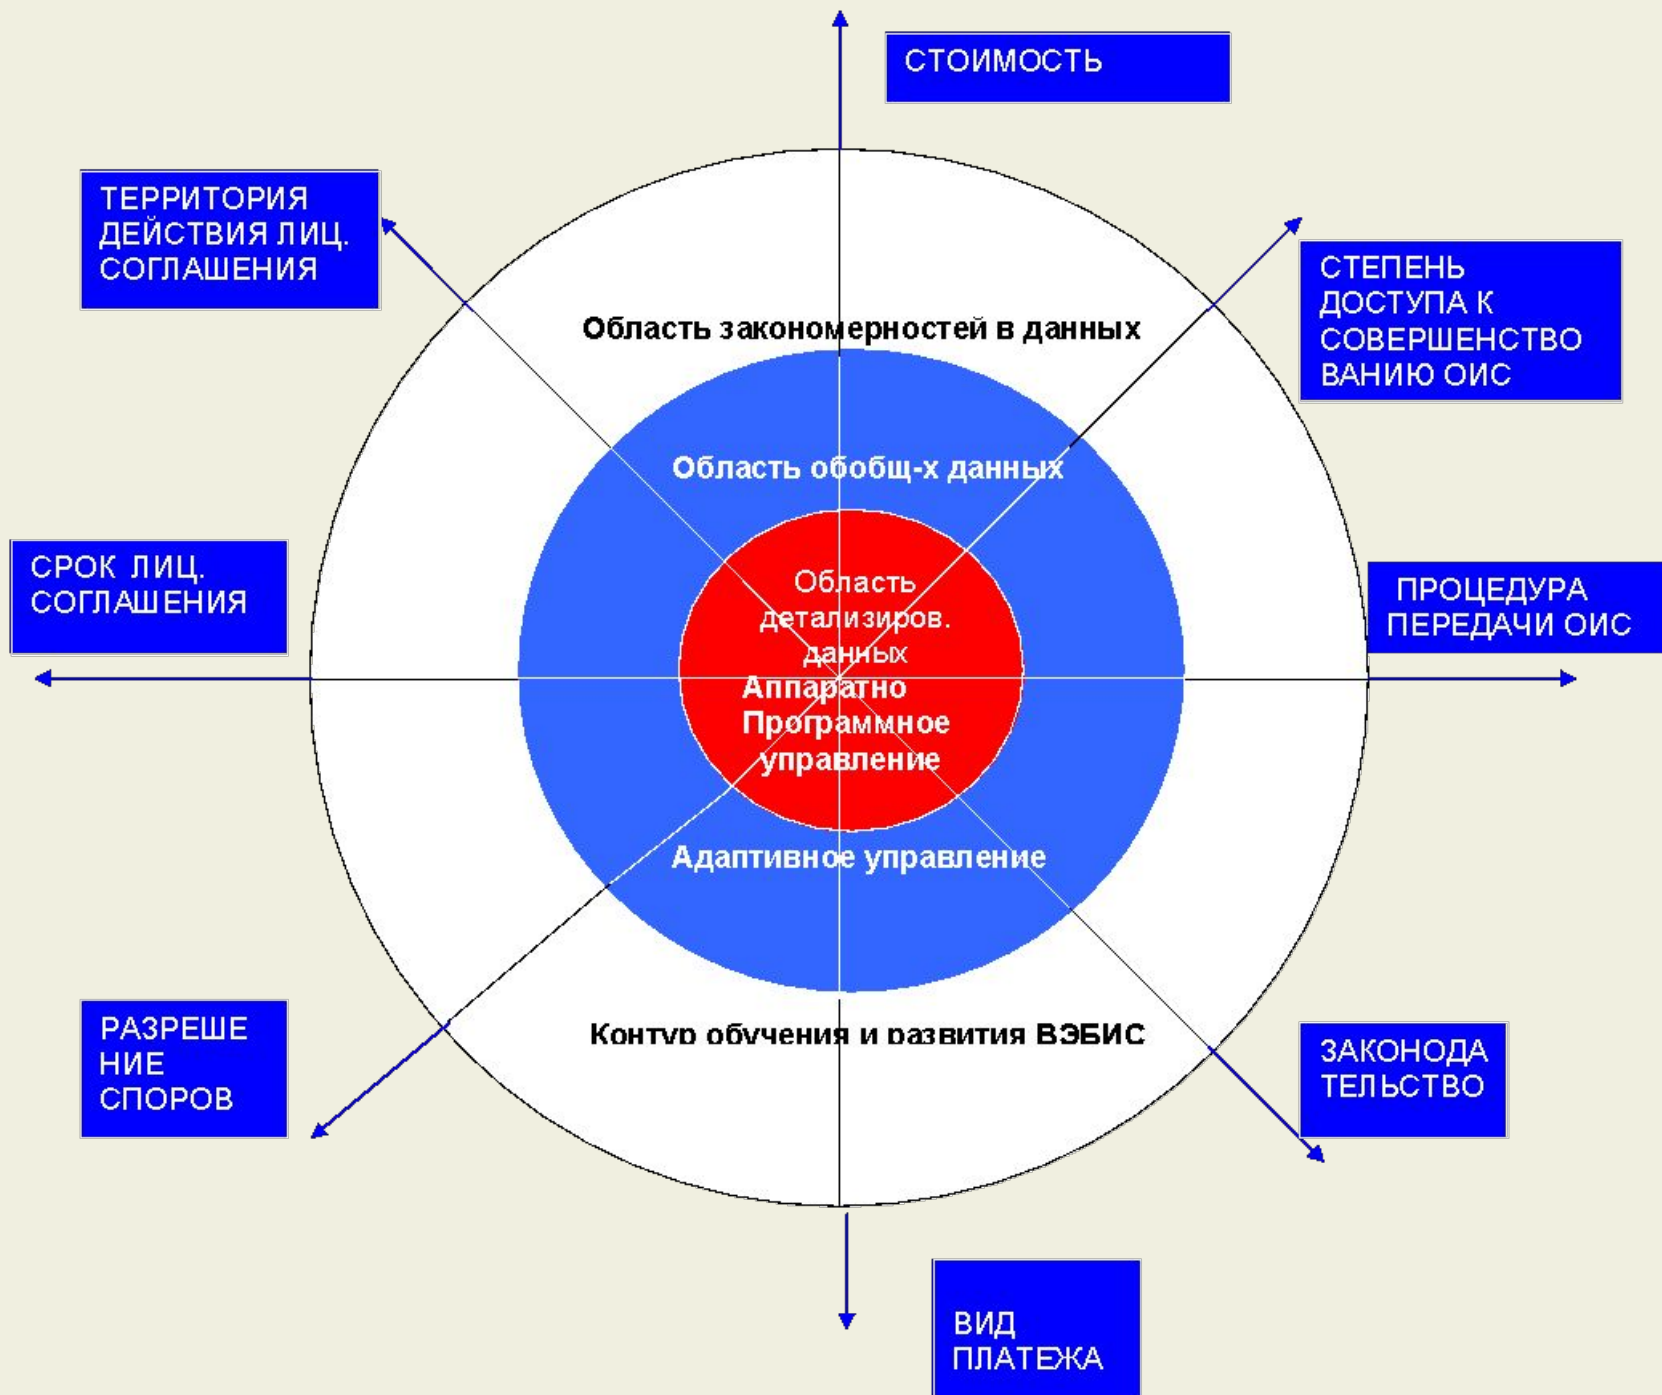 СТОИМОСТЬ
ТЕРРИТОРИЯ
ДЕЙСТВИЯ ЛИЦ.
СОГЛАШЕНИЯ
СТЕПЕНЬ
ДОСТУПА К
СОВЕРШЕНСТВО
ВАНИЮ ОИС
Область закономерностей в данных
Область обобщ-х данных
СРОК ЛИЦ.
СОГЛАШЕНИЯ
Область
детализиров.
данных
Аппаратно
Программное
управление
ПРОЦЕДУРА
ПЕРЕДАЧИ ОИС
Адаптивное управление
Контур обучения и развития ВЭБИС
РАЗРЕШЕ
НИЕ
СПОРОВ
ЗАКОНОДА
ТЕЛЬСТВО
ВИД
ПЛАТЕЖА